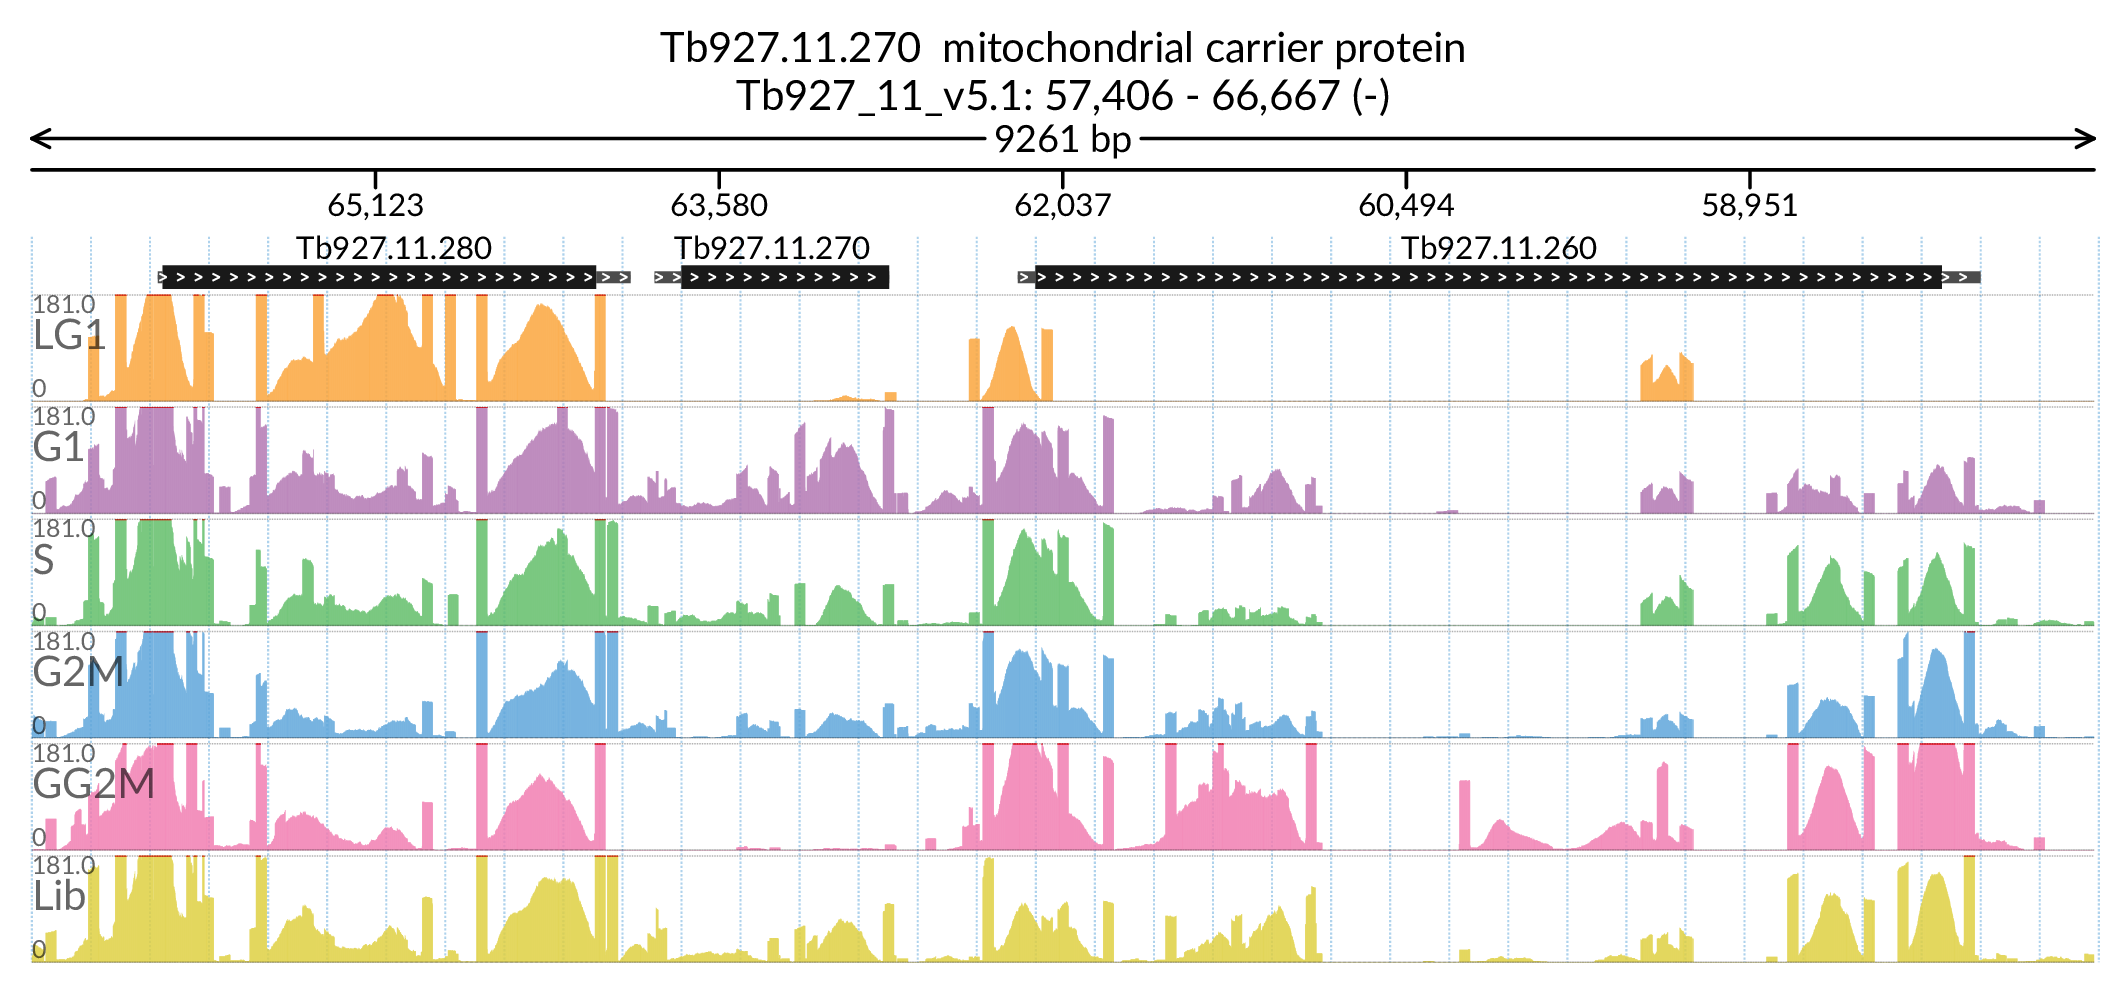 Tb927.11.270 mitochondrial carrier protein
Tb927_11_v5.1: 57,406 - 66,667 (-)
9261 bp
65,123 63,580 62,037 60,494 58,951
Tb927.11.280 Tb927.11.270 Tb927.11.260
181.0
LG1
0
181.0
G1
0
181.0
S
0
181.0
G2M
0
181.0
GG2M
0
181.0
Lib
0